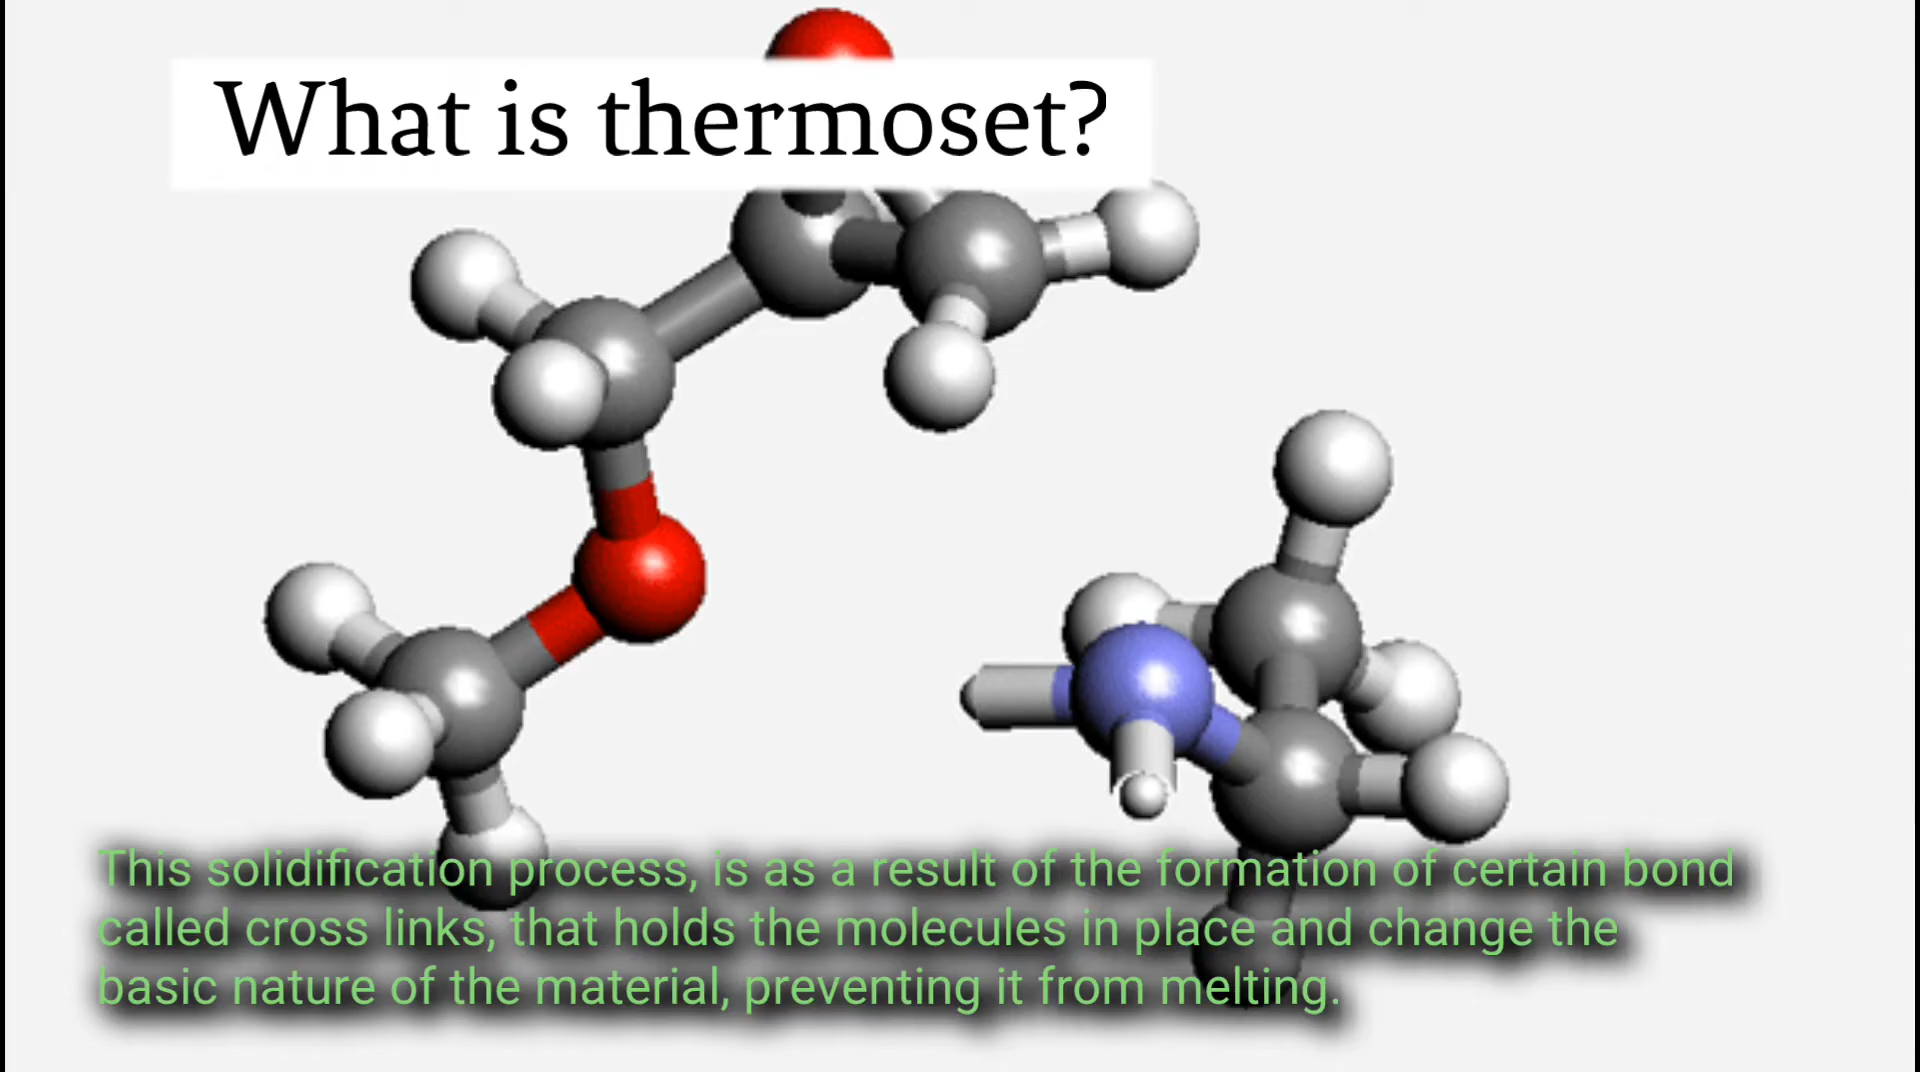 What is thermoset?
This solidification process, is as a result of the formation of certain bond
called cross links, that holds the molecules in place and change the
basic nature of the material, preventing it from melting.